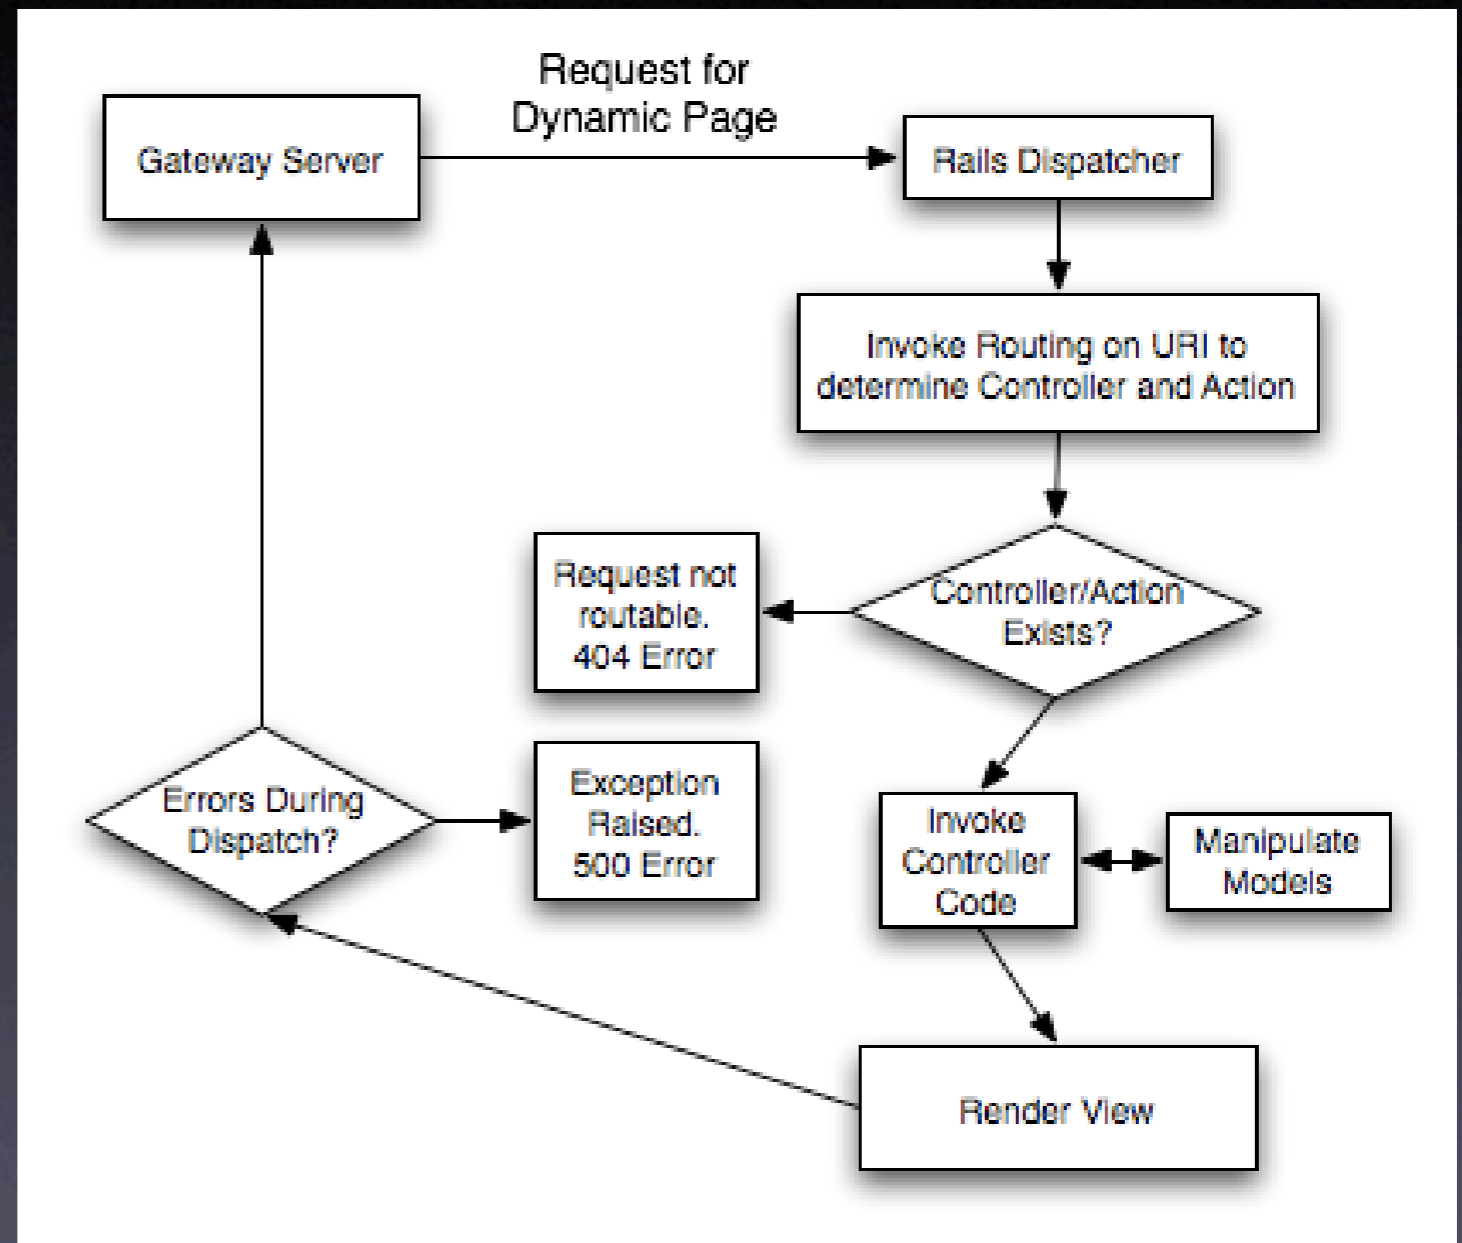 Request for
Dynamic Page
Gateway Server
Rails Dispatcher
Invoke Routing on URI to
determine Controller and Action
Request not
routable.
404 Error
Controller/Action
Exists?
Errors During
Dispatch?
Exception
Raised.
500 Error
Invoke
Controller
Code
Manipulate
Models
Render View